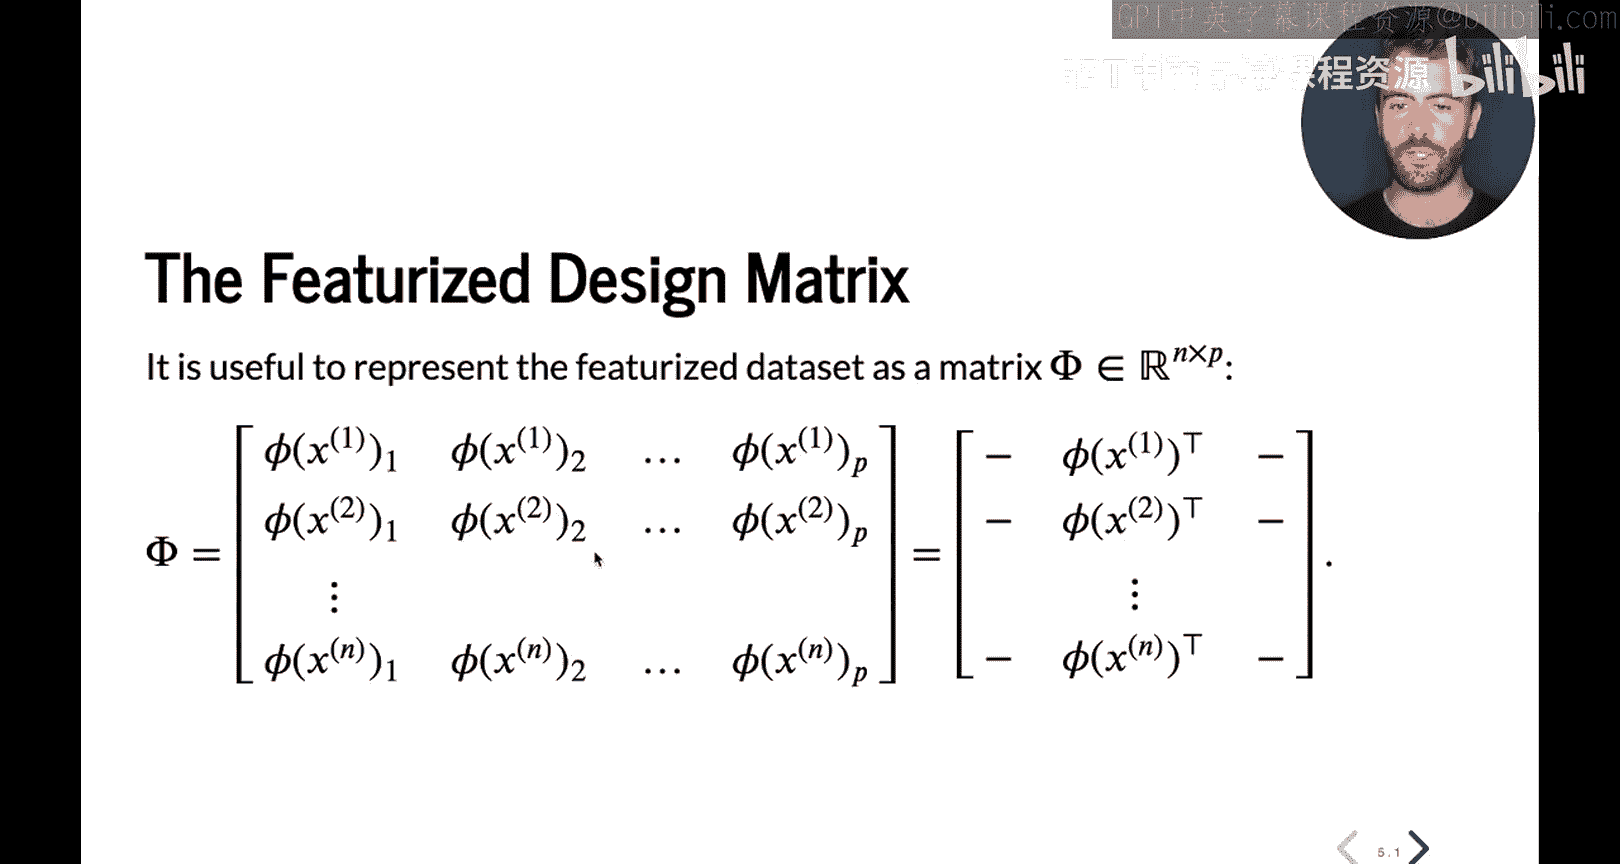 GPT中英字幕课程资源@bilibili.com
课程资源 bilibili
The Featurized Design Matrix
It is useful to represent the featurized dataset as a matrix Φ ∈ ℝ^{n×p}:
Φ = [ ϕ(x^{(1)})_1 ϕ(x^{(1)})_2 … ϕ(x^{(1)})_p ; ϕ(x^{(2)})_1 ϕ(x^{(2)})_2 … ϕ(x^{(2)})_p ; ⋮ ; ϕ(x^{(n)})_1 ϕ(x^{(n)})_2 … ϕ(x^{(n)})_p ] = [ − ϕ(x^{(1)})^⊤ − ; − ϕ(x^{(2)})^⊤ − ; ⋮ ; − ϕ(x^{(n)})^⊤ − ].
5.1